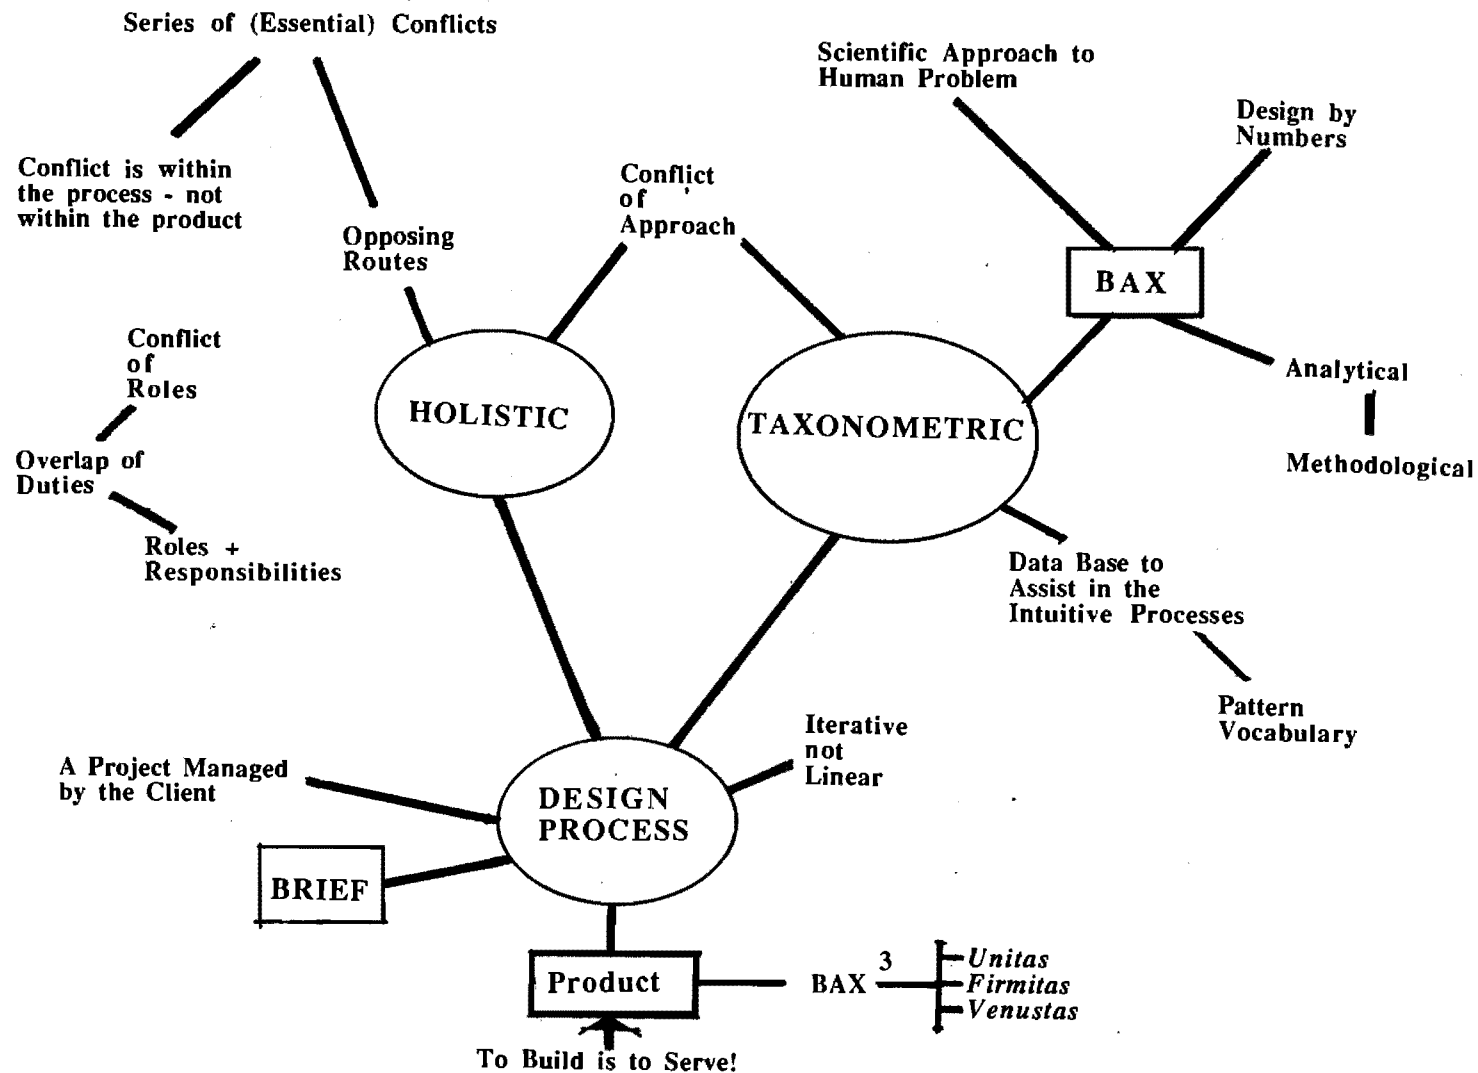 Series of (Essential) Conflicts
Scientific Approach to
Human Problem
Design by
Numbers
Conflict is within
the process - not
within the product
Conflict
of
Approach
Opposing
Routes
BAX
Conflict
of
Roles
Analytical
HOLISTIC
TAXONOMETRIC
Overlap of
Duties
Methodological
Roles +
Responsibilities
Data Base to
Assist in the
Intuitive Processes
Pattern
Vocabulary
Iterative
not
Linear
A Project Managed
by the Client
DESIGN
PROCESS
BRIEF
Product
BAX 3
Unitas
Firmitas
Venustas
To Build is to Serve!